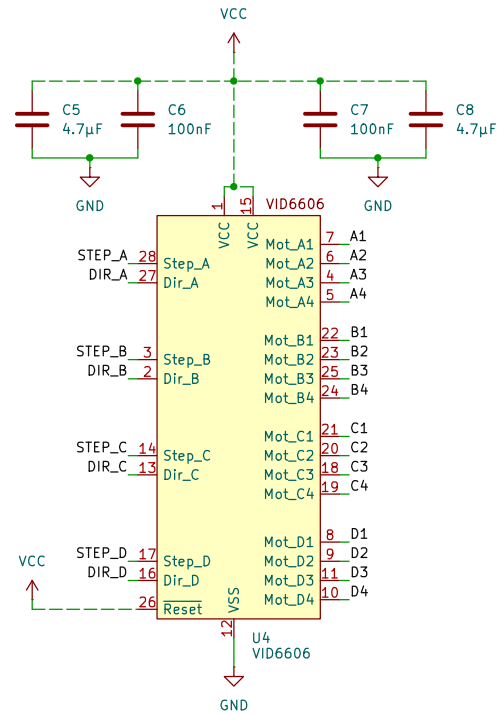 VCC
C5
4.7µF
C6
100nF
C7
100nF
C8
4.7µF
GND
GND
1
15
VID6606
VCC
VCC
STEP_A 28 Step_A
DIR_A 27 Dir_A
STEP_B 3 Step_B
DIR_B 2 Dir_B
STEP_C 14 Step_C
DIR_C 13 Dir_C
STEP_D 17 Step_D
DIR_D 16 Dir_D
VCC
26 Reset
Mot_A1 7 A1
Mot_A2 6 A2
Mot_A3 4 A3
Mot_A4 5 A4
Mot_B1 22 B1
Mot_B2 23 B2
Mot_B3 25 B3
Mot_B4 24 B4
Mot_C1 21 C1
Mot_C2 20 C2
Mot_C3 18 C3
Mot_C4 19 C4
Mot_D1 8 D1
Mot_D2 9 D2
Mot_D3 11 D3
Mot_D4 10 D4
VSS
12
U4
VID6606
GND